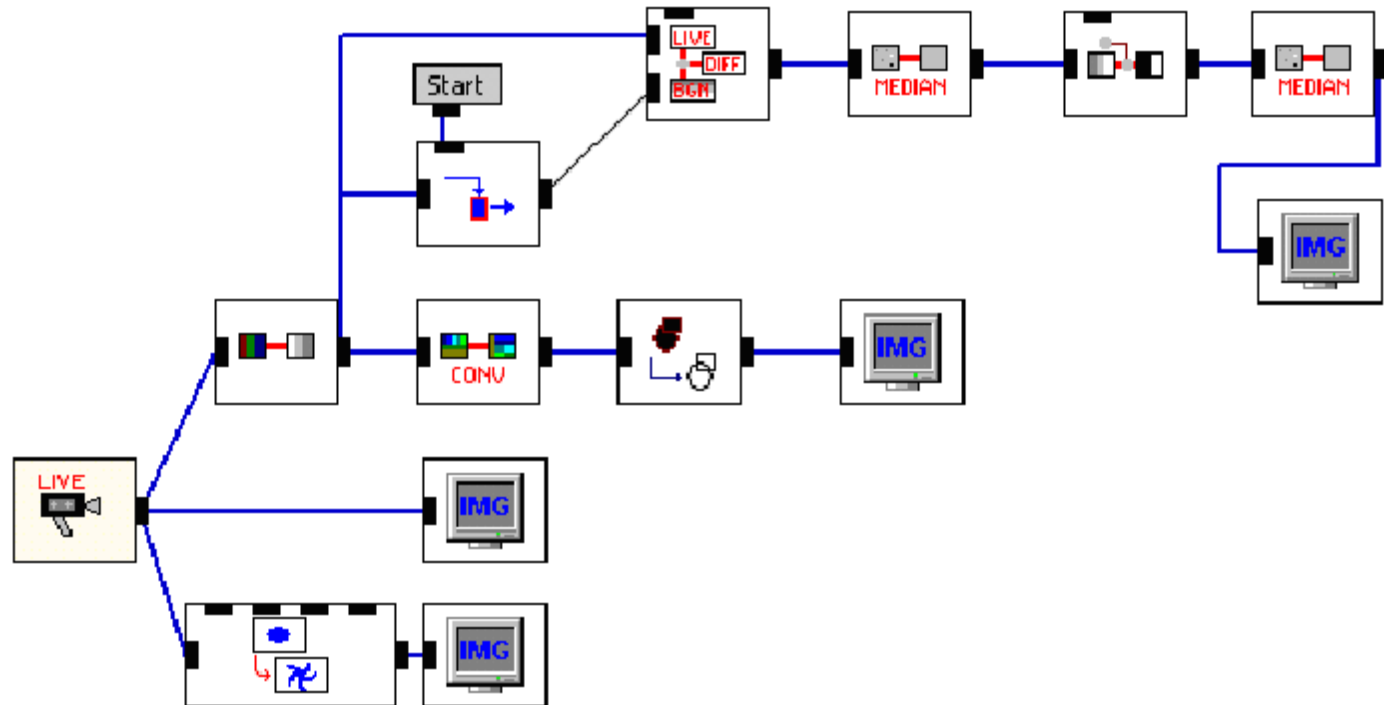 LIVE
DIFF
BGN
MEDIAN
MEDIAN
Start
IMG
CONV
IMG
LIVE
IMG
IMG